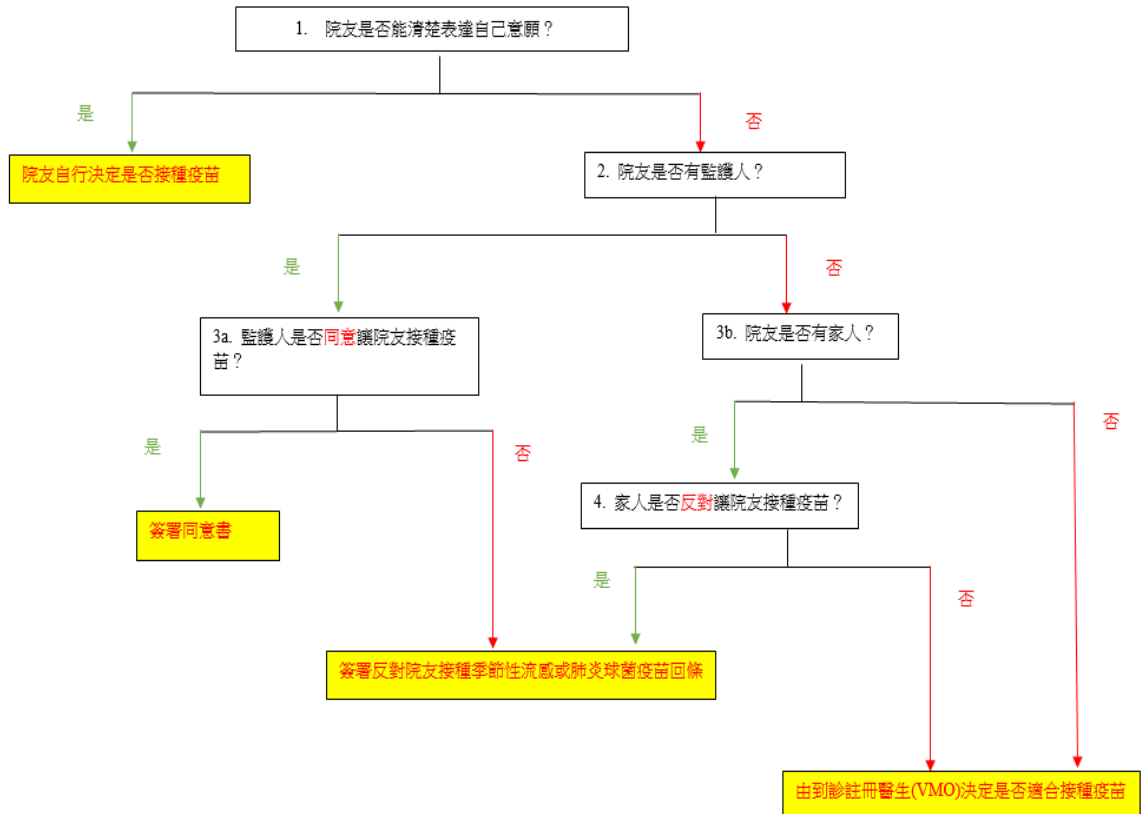 1. 院友是否能清楚表達自己意願？
是
否
院友自行決定是否接種疫苗
2. 院友是否有監護人？
是
否
3a. 監護人是否同意讓院友接種疫
苗？
3b. 院友是否有家人？
是
否
是
否
4. 家人是否反對讓院友接種疫苗？
簽署同意書
是
否
簽署反對院友接種季節性流感或肺炎球菌疫苗回條
由到診註冊醫生(VMO)決定是否適合接種疫苗